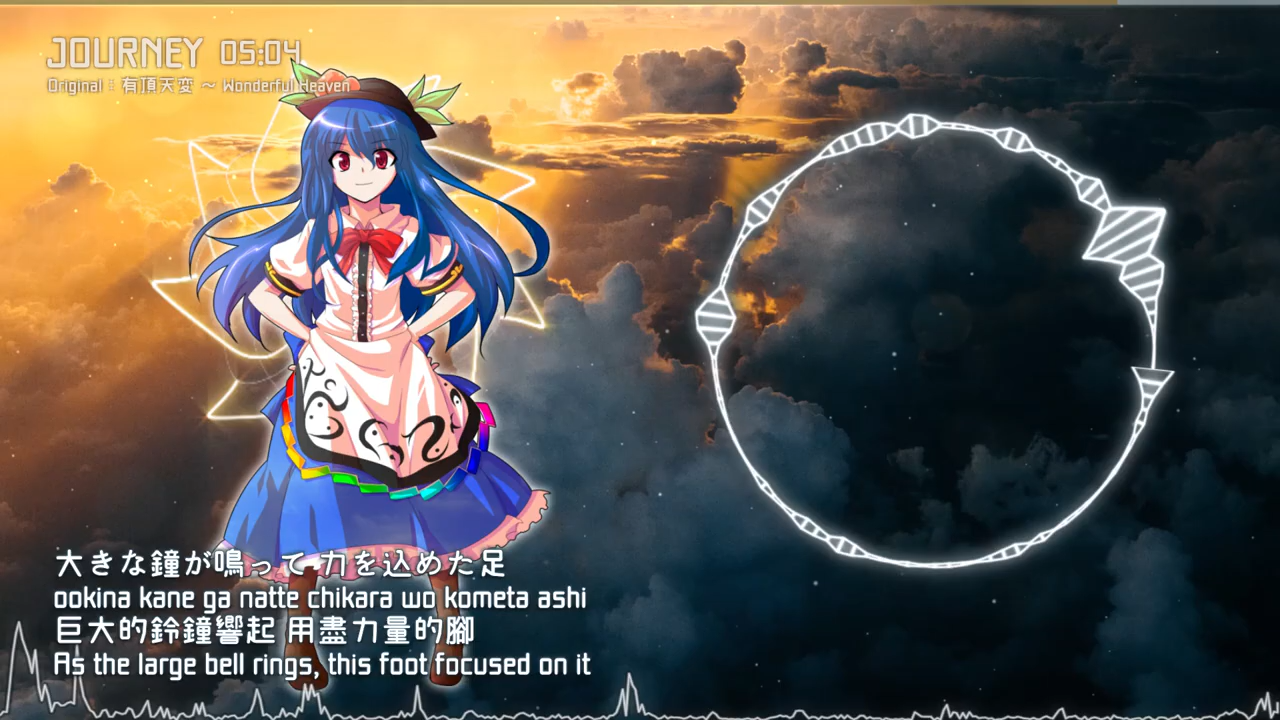 JOURNEY 05:04
Original : 有頂天変 ~ Wonderful Heaven
大きな鐘が鳴って 力を込めた足
ookina kane ga natte chikara wo kometa ashi
巨大的鈴鐘響起 用盡力量的腳
As the large bell rings, this foot focused on it